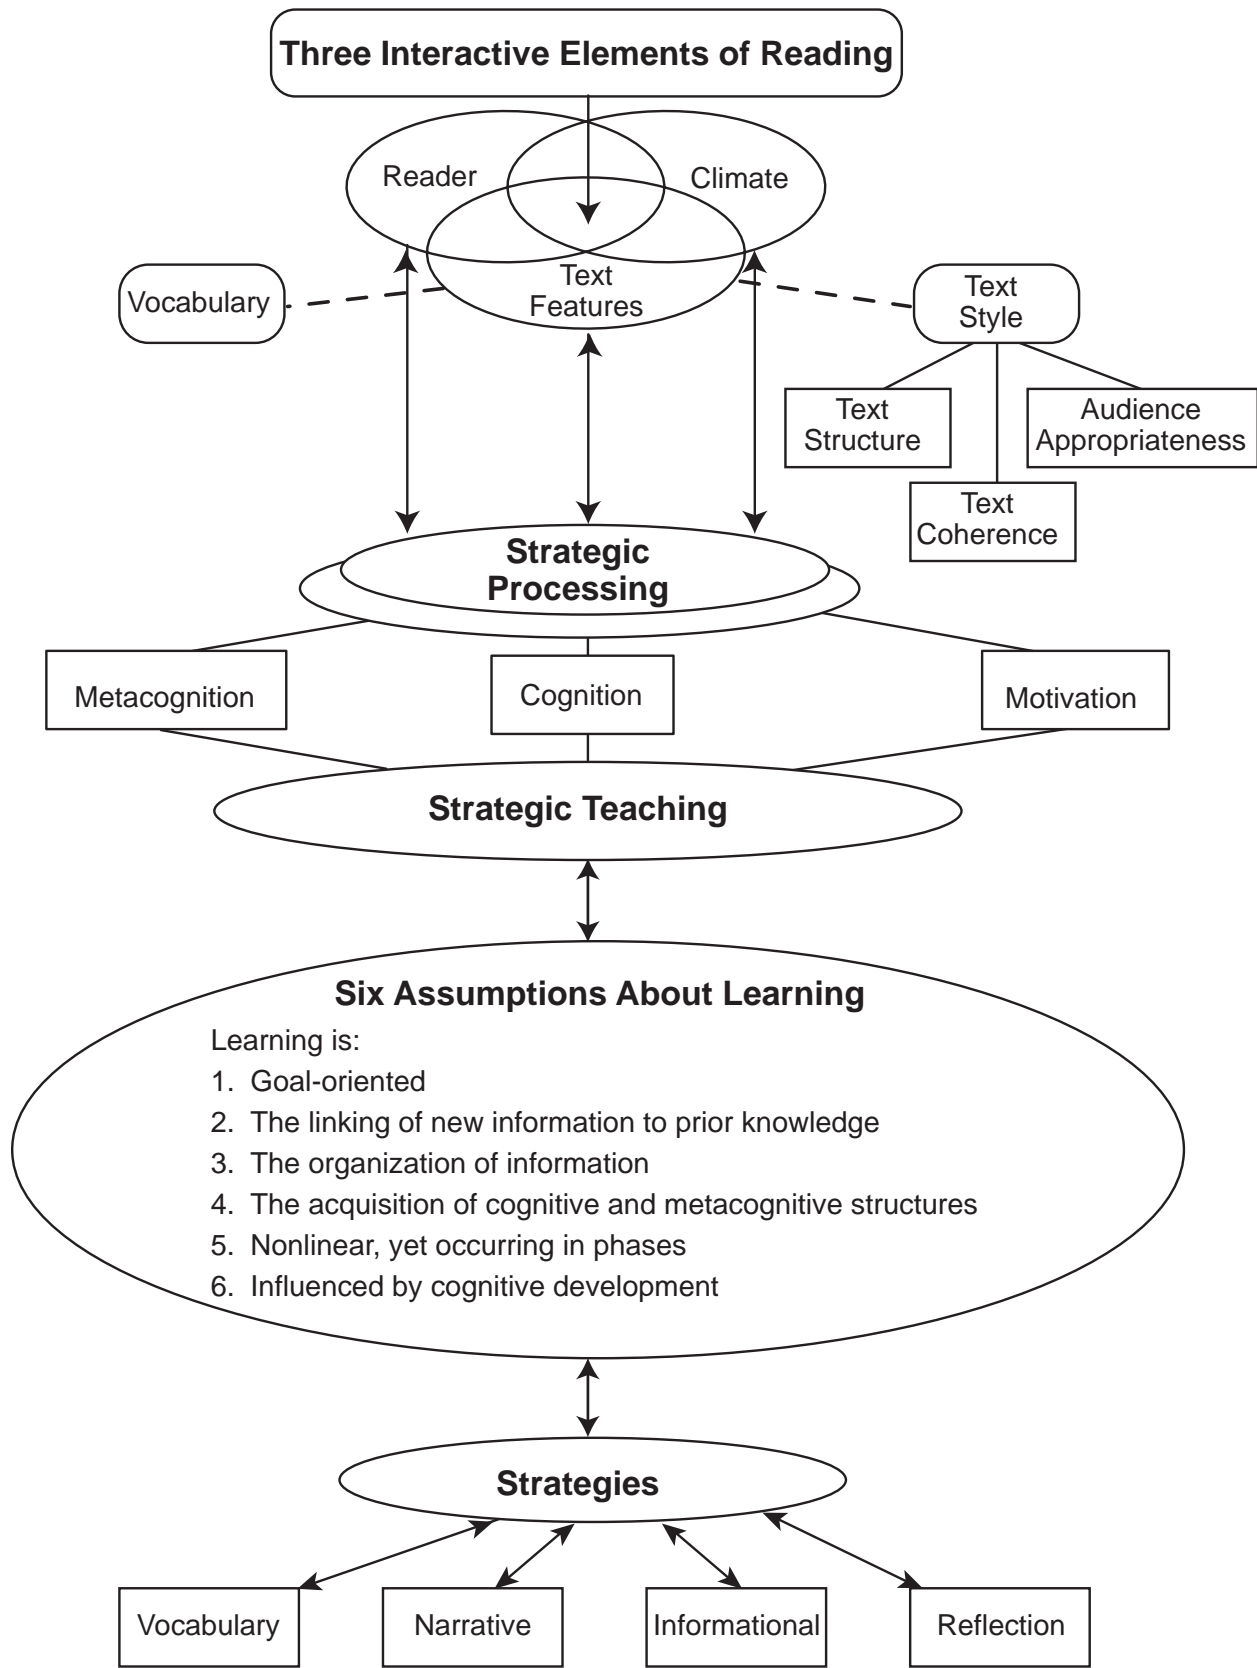 Three Interactive Elements of Reading
Reader
Climate
Text
Features
Vocabulary
Text
Style
Text
Structure
Audience
Appropriateness
Text
Coherence
Strategic
Processing
Metacognition
Cognition
Motivation
Strategic Teaching
Six Assumptions About Learning
Learning is:
1. Goal-oriented
2. The linking of new information to prior knowledge
3. The organization of information
4. The acquisition of cognitive and metacognitive structures
5. Nonlinear, yet occurring in phases
6. Influenced by cognitive development
Strategies
Vocabulary
Narrative
Informational
Reflection